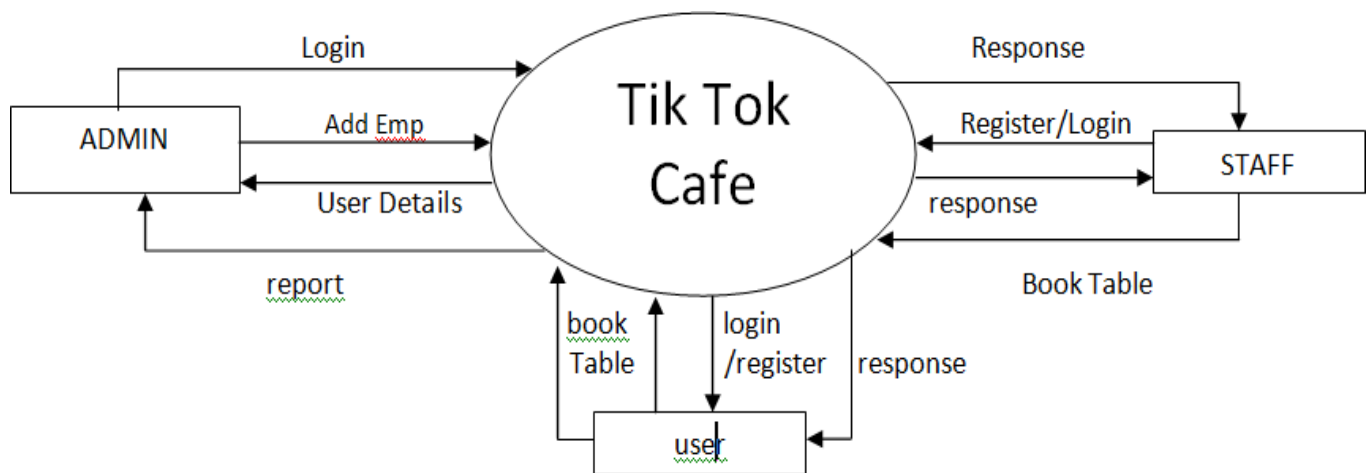 Login
Response
Tik Tok
Cafe
ADMIN
Add Emp
Register/Login
STAFF
User Details
response
report
Book Table
book
Table
login
/register
response
user